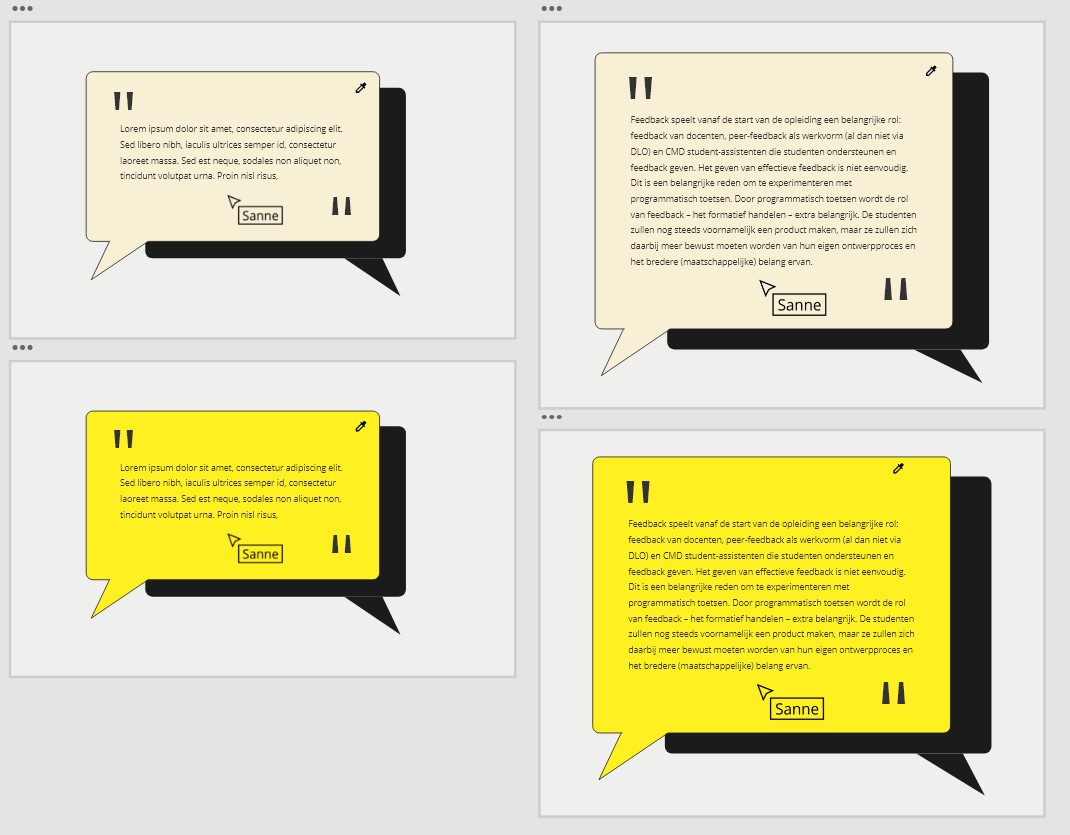 "
Lorem ipsum dolor sit amet, consectetur adipiscing elit.
Sed libero nibh, iaculis ultrices semper id, consectetur
laoreet massa. Sed est neque, sodales non aliquet non,
tincidunt volutpat urna. Proin nisl risus,
"
Sanne
"
Feedback speelt vanaf de start van de opleiding een belangrijke rol:
feedback van docenten, peer-feedback als werkvorm (al dan niet via
DLO) en CMD student-assistenten die studenten ondersteunen en
feedback geven. Het geven van effectieve feedback is niet eenvoudig.
Dit is een belangrijke reden om te experimenteren met
programmatisch toetsen. Door programmatisch toetsen wordt de rol
van feedback – het formatief handelen – extra belangrijk. De studenten
zullen nog steeds voornamelijk een product maken, maar ze zullen zich
daarbij meer bewust moeten worden van hun eigen ontwerpproces en
het bredere (maatschappelijke) belang ervan.
"
Sanne
"
Lorem ipsum dolor sit amet, consectetur adipiscing elit.
Sed libero nibh, iaculis ultrices semper id, consectetur
laoreet massa. Sed est neque, sodales non aliquet non,
tincidunt volutpat urna. Proin nisl risus,
"
Sanne
"
Feedback speelt vanaf de start van de opleiding een belangrijke rol:
feedback van docenten, peer-feedback als werkvorm (al dan niet via
DLO) en CMD student-assistenten die studenten ondersteunen en
feedback geven. Het geven van effectieve feedback is niet eenvoudig.
Dit is een belangrijke reden om te experimenteren met
programmatisch toetsen. Door programmatisch toetsen wordt de rol
van feedback – het formatief handelen – extra belangrijk. De studenten
zullen nog steeds voornamelijk een product maken, maar ze zullen zich
daarbij meer bewust moeten worden van hun eigen ontwerpproces en
het bredere (maatschappelijke) belang ervan.
"
Sanne